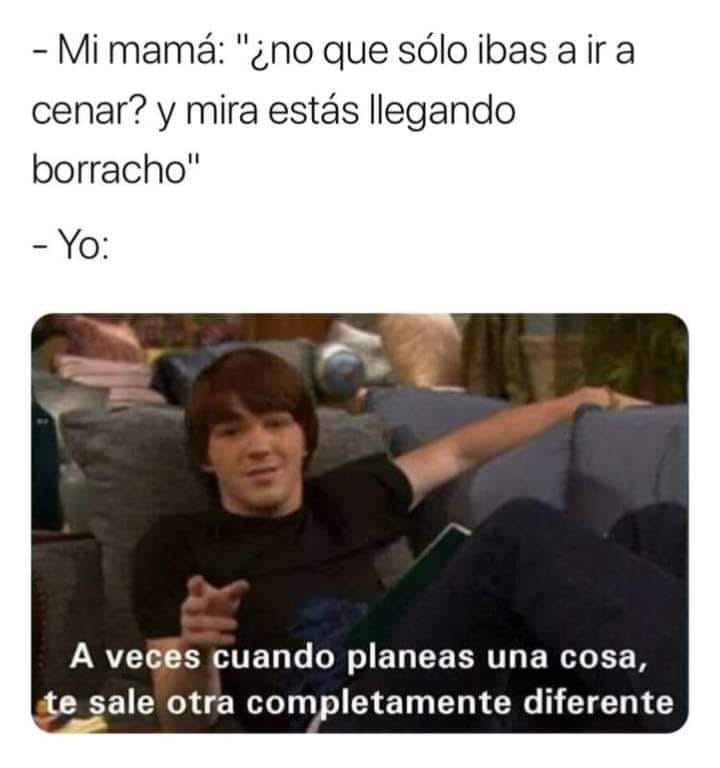 - Mi mamá: "¿no que sólo ibas a ir a
cenar? y mira estás llegando
borracho"
- Yo:
A veces cuando planeas una cosa,
te sale otra completamente diferente